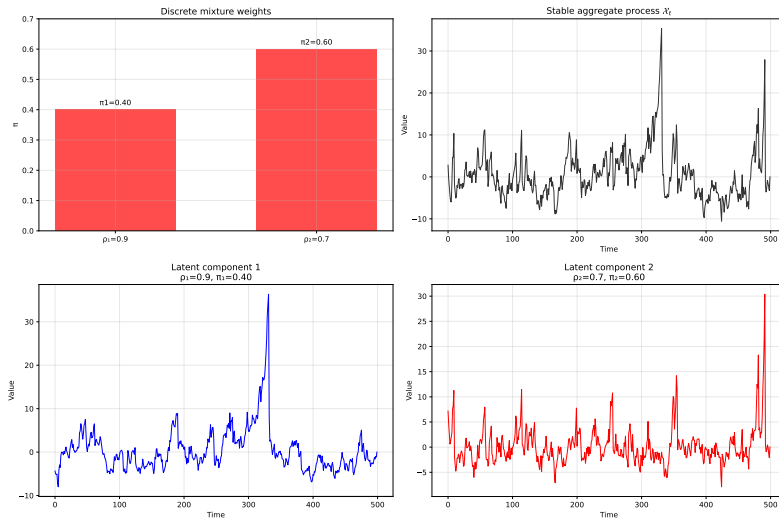 Discrete mixture weights
π
0.7
0.6
0.5
0.4
0.3
0.2
0.1
0.0
π1=0.40
π2=0.60
ρ₁=0.9
ρ₂=0.7
Stable aggregate process 𝒳ₜ
Value
30
20
10
0
−10
0 100 200 300 400 500
Time
Latent component 1
ρ₁=0.9, π₁=0.40
Value
30
20
10
0
−10
0 100 200 300 400 500
Time
Latent component 2
ρ₂=0.7, π₂=0.60
Value
30
25
20
15
10
5
0
−5
0 100 200 300 400 500
Time